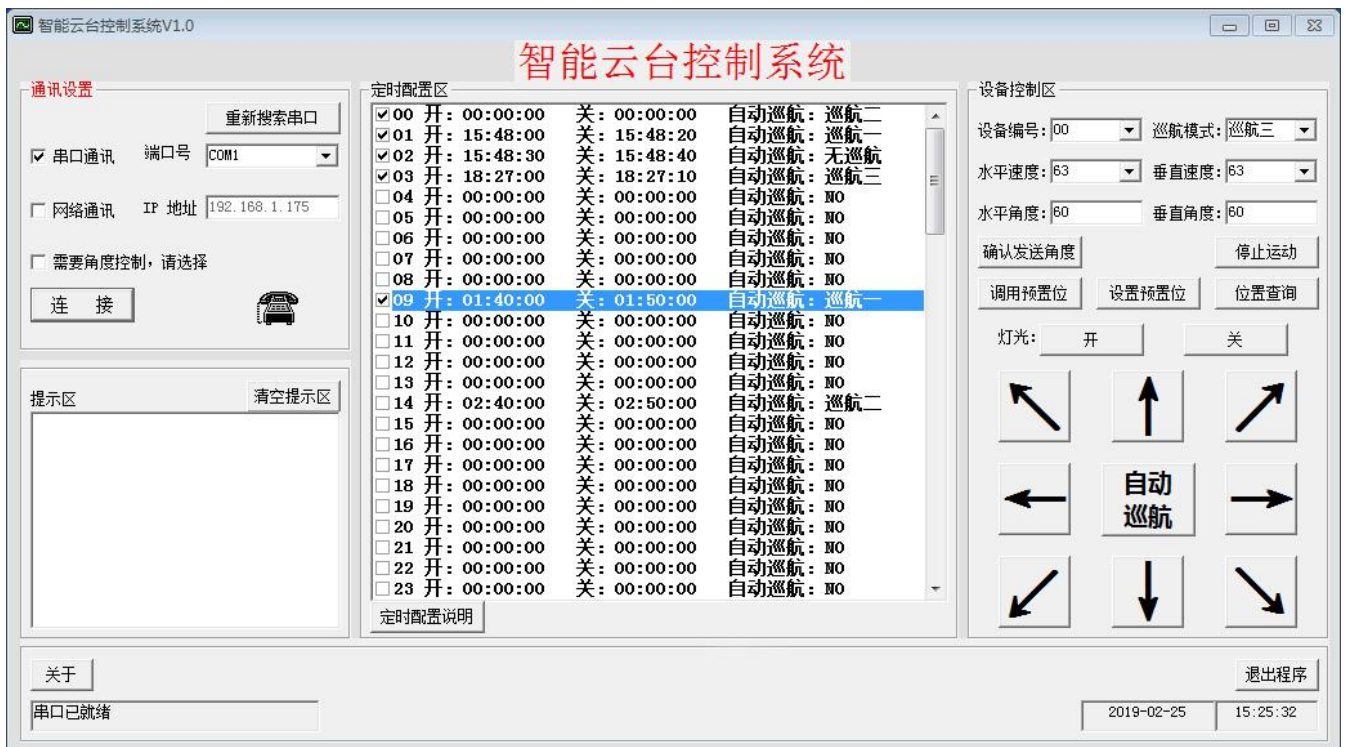 智能云台控制系统V1.0
智能云台控制系统
通讯设置
重新搜索串口
串口通讯 端口号 COM1
网络通讯 IP 地址 192.168.1.175
需要角度控制，请选择
连 接
提示区 清空提示区
定时配置区
00 开: 00:00:00 关: 00:00:00 自动巡航: 巡航二
01 开: 15:48:00 关: 15:48:20 自动巡航: 巡航一
02 开: 15:48:30 关: 15:48:40 自动巡航: 无巡航
03 开: 18:27:00 关: 18:27:10 自动巡航: 巡航三
04 开: 00:00:00 关: 00:00:00 自动巡航: NO
05 开: 00:00:00 关: 00:00:00 自动巡航: NO
06 开: 00:00:00 关: 00:00:00 自动巡航: NO
07 开: 00:00:00 关: 00:00:00 自动巡航: NO
08 开: 00:00:00 关: 00:00:00 自动巡航: NO
09 开: 01:40:00 关: 01:50:00 自动巡航: 巡航一
10 开: 00:00:00 关: 00:00:00 自动巡航: NO
11 开: 00:00:00 关: 00:00:00 自动巡航: NO
12 开: 00:00:00 关: 00:00:00 自动巡航: NO
13 开: 00:00:00 关: 00:00:00 自动巡航: NO
14 开: 02:40:00 关: 02:50:00 自动巡航: 巡航二
15 开: 00:00:00 关: 00:00:00 自动巡航: NO
16 开: 00:00:00 关: 00:00:00 自动巡航: NO
17 开: 00:00:00 关: 00:00:00 自动巡航: NO
18 开: 00:00:00 关: 00:00:00 自动巡航: NO
19 开: 00:00:00 关: 00:00:00 自动巡航: NO
20 开: 00:00:00 关: 00:00:00 自动巡航: NO
21 开: 00:00:00 关: 00:00:00 自动巡航: NO
22 开: 00:00:00 关: 00:00:00 自动巡航: NO
23 开: 00:00:00 关: 00:00:00 自动巡航: NO
定时配置说明
设备控制区
设备编号: 00 巡航模式: 巡航三
水平速度: 63 垂直速度: 63
水平角度: 60 垂直角度: 60
确认发送角度 停止运动
调用预置位 设置预置位 位置查询
灯光: 开 关
自动
巡航
关于 退出程序
串口已就绪 2019-02-25 15:25:32